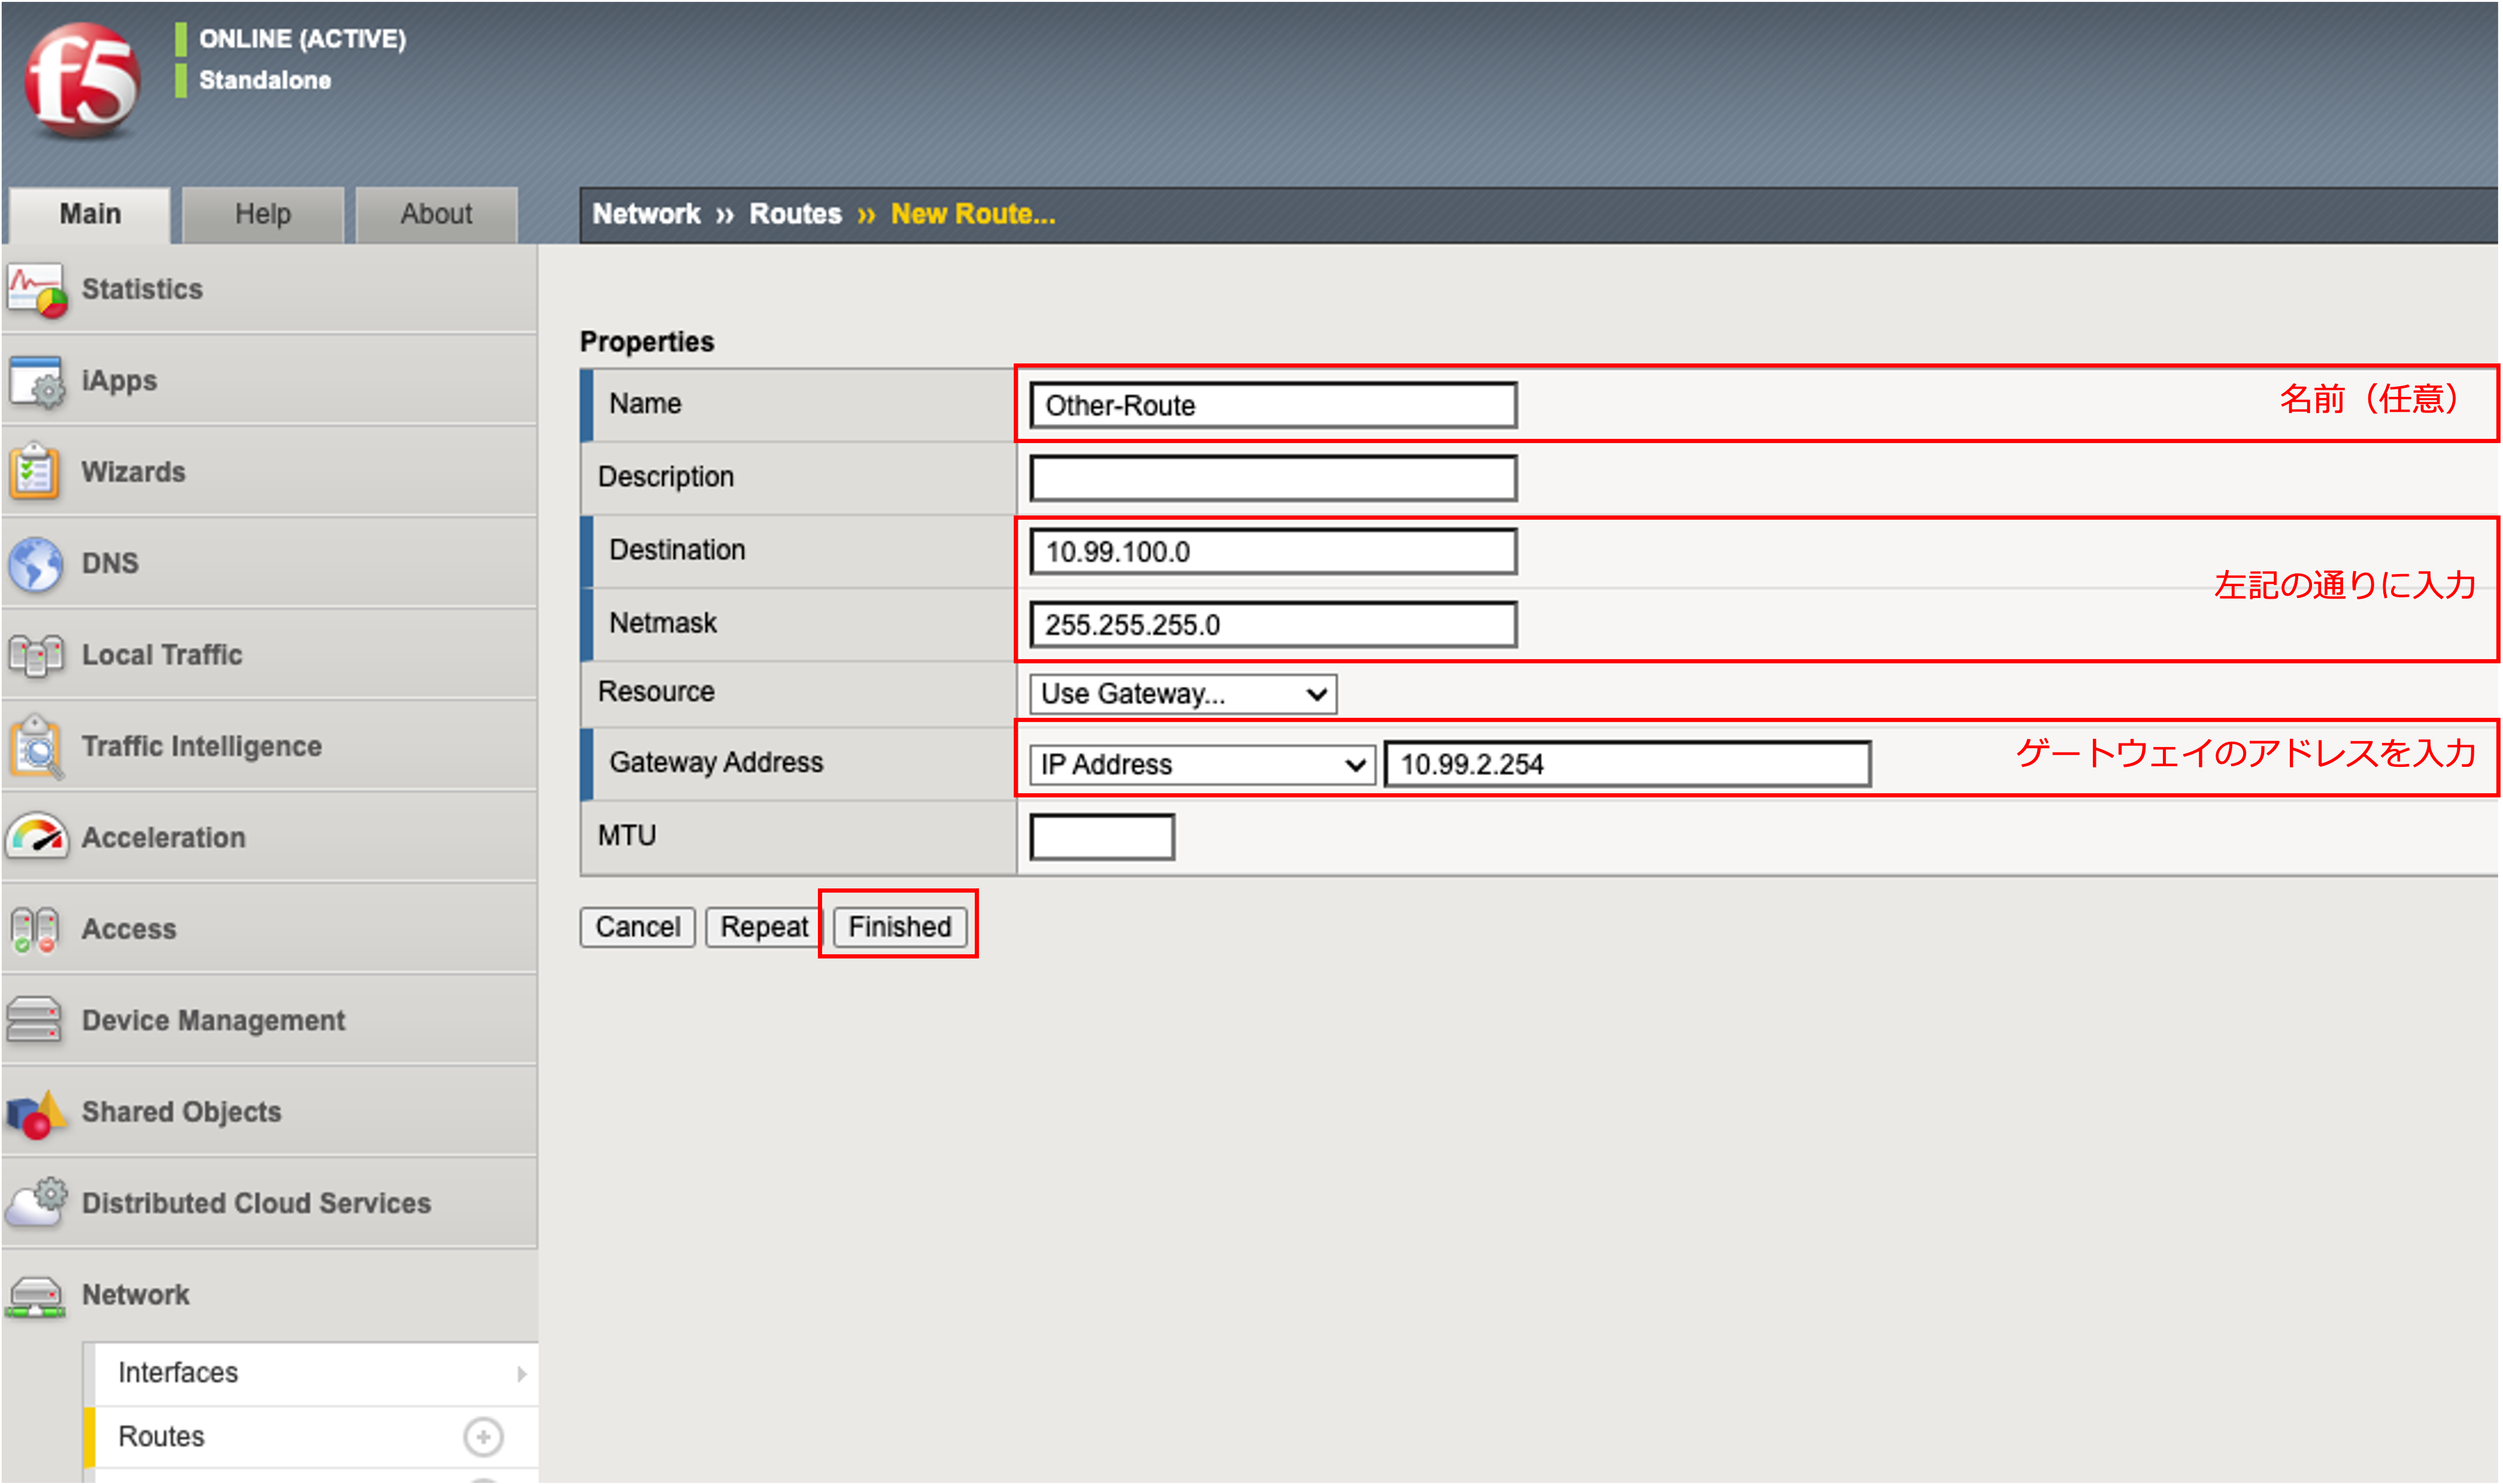 f5
ONLINE (ACTIVE)
Standalone
Main
Help
About
Network » Routes » New Route...
Statistics
iApps
Wizards
DNS
Local Traffic
Traffic Intelligence
Acceleration
Access
Device Management
Shared Objects
Distributed Cloud Services
Network
Interfaces
Routes
Properties
Name Other-Route 名前（任意）
Description
Destination 10.99.100.0
左記の通りに入力
Netmask 255.255.255.0
Resource Use Gateway...
Gateway Address IP Address 10.99.2.254 ゲートウェイのアドレスを入力
MTU
Cancel Repeat Finished